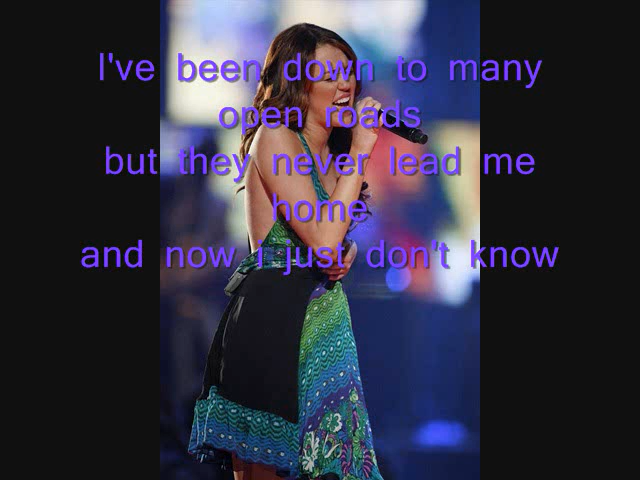 I've been down to many
open roads
but they never lead me
home
and now i just don't know